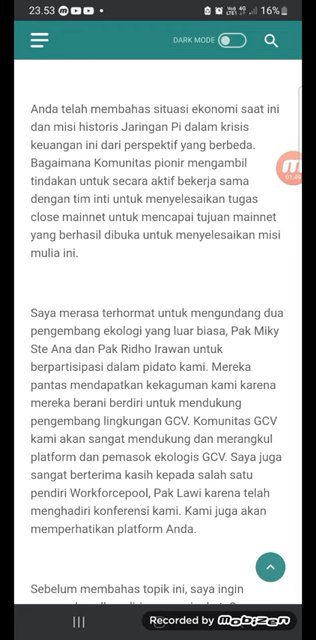 23.53
Vo)) 4G
LTE1
16%
DARK MODE
01:48
Anda telah membahas situasi ekonomi saat ini
dan misi historis Jaringan Pi dalam krisis
keuangan ini dari perspektif yang berbeda.
Bagaimana Komunitas pionir mengambil
tindakan untuk secara aktif bekerja sama
dengan tim inti untuk menyelesaikan tugas
close mainnet untuk mencapai tujuan mainnet
yang berhasil dibuka untuk menyelesaikan misi
mulia ini.
Saya merasa terhormat untuk mengundang dua
pengembang ekologi yang luar biasa, Pak Miky
Ste Ana dan Pak Ridho Irawan untuk
berpartisipasi dalam pidato kami. Mereka
pantas mendapatkan kekaguman kami karena
mereka berani berdiri untuk mendukung
pengembang lingkungan GCV. Komunitas GCV
kami akan sangat mendukung dan merangkul
platform dan pemasok ekologis GCV. Saya juga
sangat berterima kasih kepada salah satu
pendiri Workforcepool, Pak Lawi karena telah
menghadiri konferensi kami. Kami juga akan
memperhatikan platform Anda.
Sebelum membahas topik ini, saya ingin
Recorded by mobizen